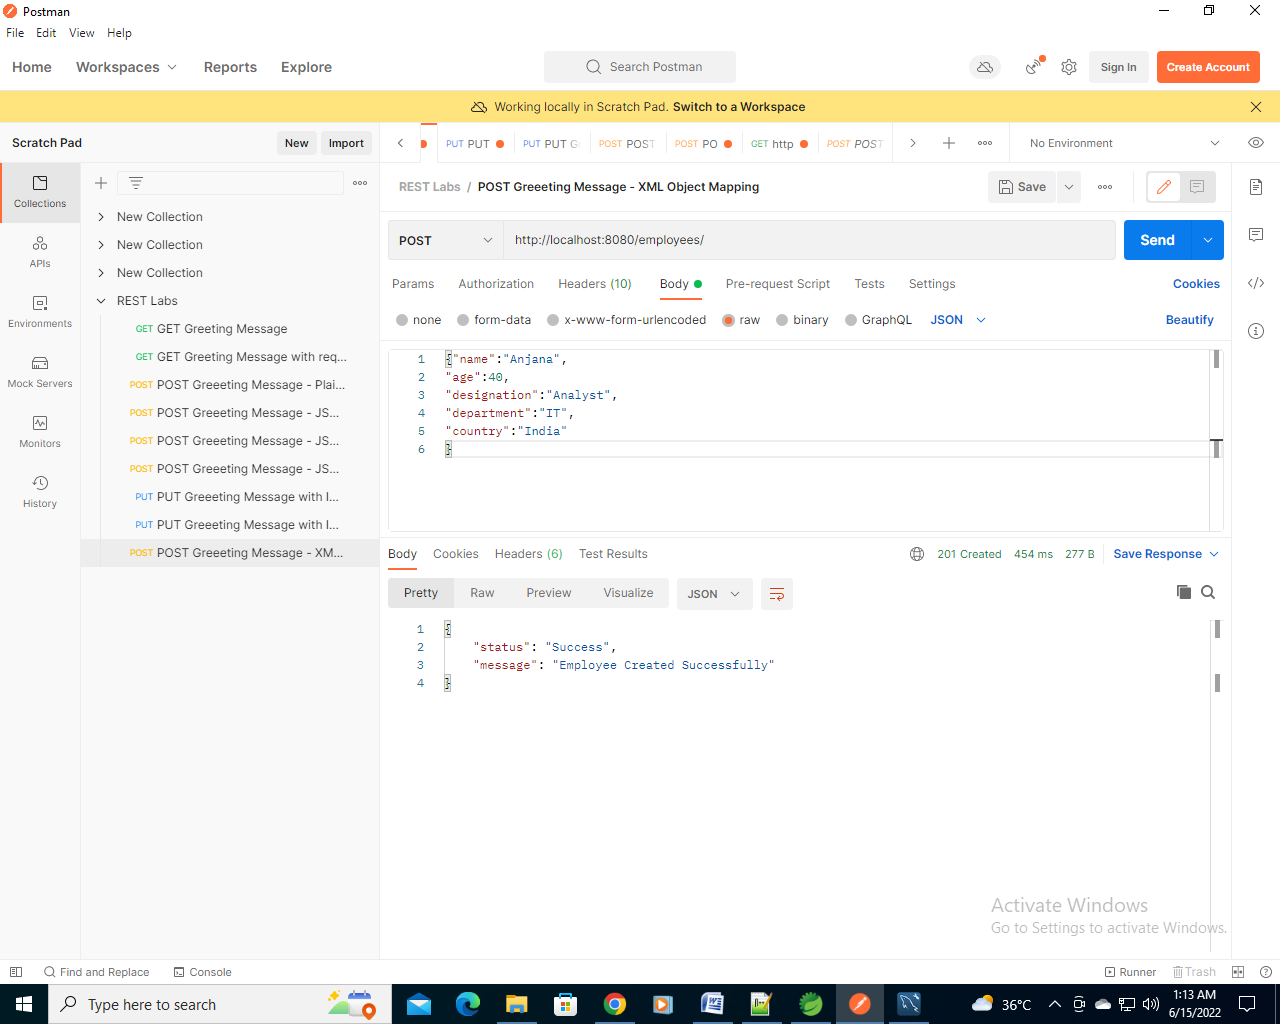 Postman
File Edit View Help
Home Workspaces Reports Explore Search Postman Sign In Create Account
Working locally in Scratch Pad. Switch to a Workspace
Scratch Pad New Import PUT PUT PUT PUT G POST POST POST PO GET http POST POST No Environment
REST Labs / POST Greeeting Message - XML Object Mapping Save
Collections
APIs
Environments
Mock Servers
Monitors
History
New Collection
New Collection
New Collection
REST Labs
GET GET Greeting Message
GET GET Greeting Message with req...
POST POST Greeeting Message - Plai...
POST POST Greeeting Message - JS...
POST POST Greeeting Message - JS...
POST POST Greeeting Message - JS...
PUT PUT Greeeting Message with I...
PUT PUT Greeeting Message with I...
POST POST Greeeting Message - XM...
POST http://localhost:8080/employees/ Send
Params Authorization Headers (10) Body Pre-request Script Tests Settings Cookies
none form-data x-www-form-urlencoded raw binary GraphQL JSON Beautify
1 {"name":"Anjana",
2 "age":40,
3 "designation":"Analyst",
4 "department":"IT",
5 "country":"India"
6 }
Body Cookies Headers (6) Test Results 201 Created 454 ms 277 B Save Response
Pretty Raw Preview Visualize JSON
1 {
2 "status": "Success",
3 "message": "Employee Created Successfully"
4 }
Activate Windows
Go to Settings to activate Windows.
Find and Replace Console Runner Trash
Type here to search 36°C 1:13 AM
6/15/2022